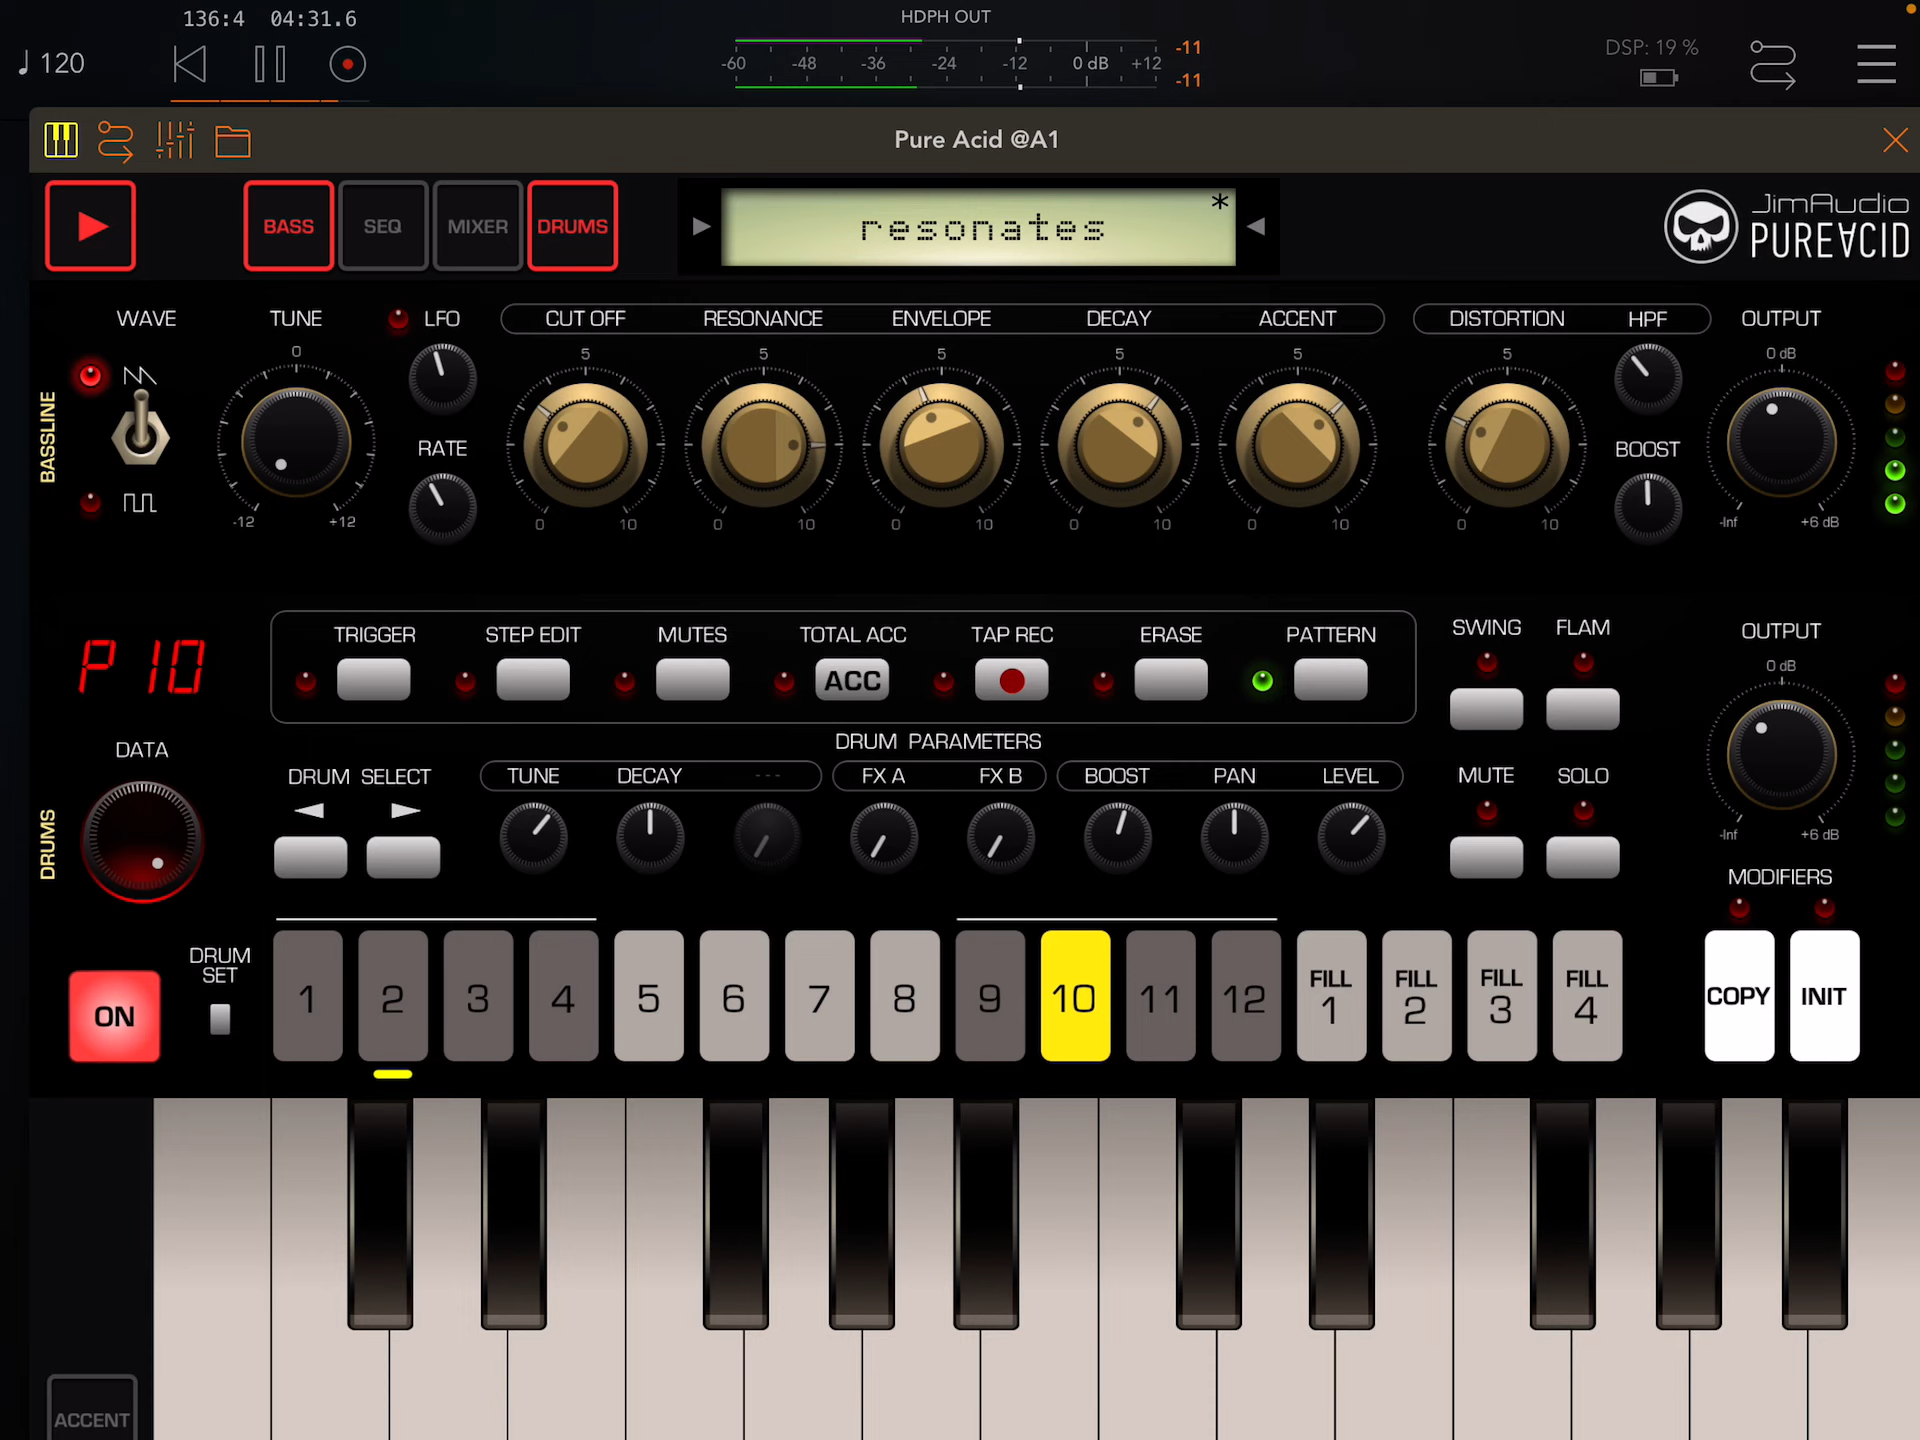 136:4 04:31.6
HDPH OUT
♩ 120
-60 -48 -36 -24 -12 0 dB +12
-11
-11
DSP: 19 %
Pure Acid @A1
BASS SEQ MIXER DRUMS
resonates *
JimAudio
PUREACID
WAVE TUNE LFO CUT OFF RESONANCE ENVELOPE DECAY ACCENT DISTORTION HPF OUTPUT
0 5 5 5 5 5 5 0 dB
BASSLINE
RATE
BOOST
-12 +12 0 10 0 10 0 10 0 10 0 10 0 10 -Inf +6 dB
P10
TRIGGER STEP EDIT MUTES TOTAL ACC TAP REC ERASE PATTERN
ACC
SWING FLAM
OUTPUT
0 dB
DRUM PARAMETERS
DATA
DRUM SELECT
TUNE DECAY --- FX A FX B BOOST PAN LEVEL
MUTE SOLO
-Inf +6 dB
DRUMS
MODIFIERS
DRUM
SET
ON
1 2 3 4 5 6 7 8 9 10 11 12
FILL
1
FILL
2
FILL
3
FILL
4
COPY INIT
ACCENT